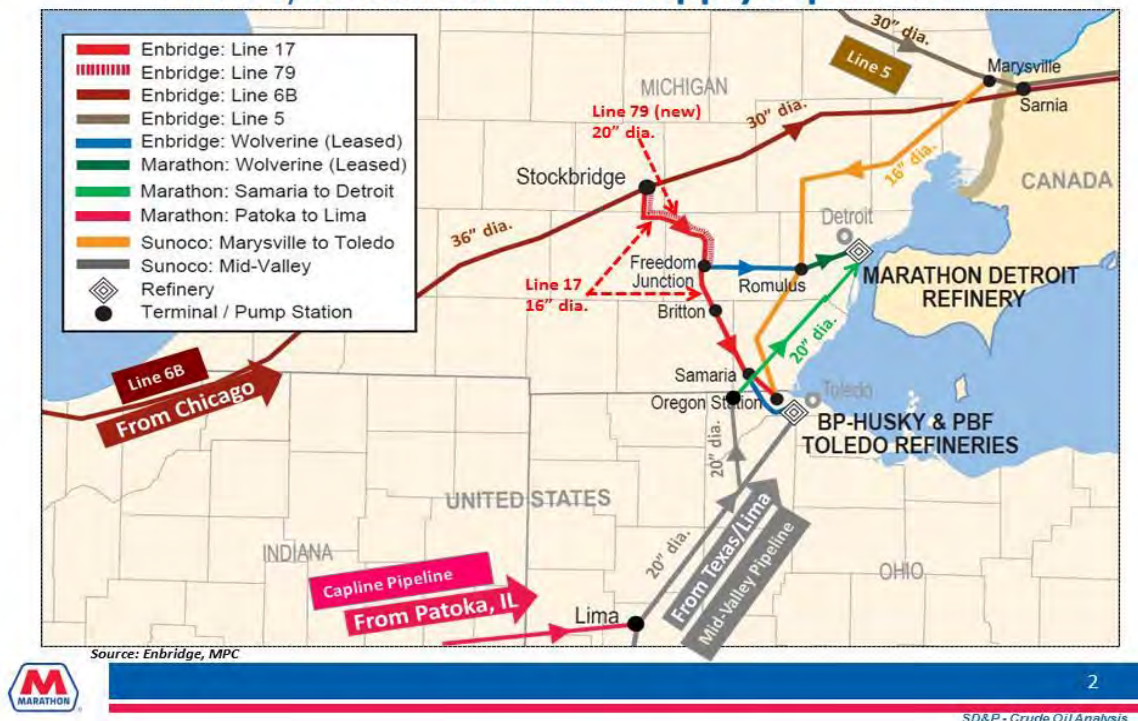 Enbridge: Line 17
Enbridge: Line 79
Enbridge: Line 6B
Enbridge: Line 5
Enbridge: Wolverine (Leased)
Marathon: Wolverine (Leased)
Marathon: Samaria to Detroit
Marathon: Patoka to Lima
Sunoco: Marysville to Toledo
Sunoco: Mid-Valley
Refinery
Terminal / Pump Station
30" dia.
Line 5
Marysville
Sarnia
MICHIGAN
Line 79 (new)
20" dia.
30" dia.
16" dia.
CANADA
Stockbridge
36" dia.
Detroit
Freedom
Junction
Romulus
MARATHON DETROIT
REFINERY
Line 17
16" dia.
Britton
20" dia.
Samaria
Oregon Station
Toledo
BP-HUSKY & PBF
TOLEDO REFINERIES
Line 6B
From Chicago
20" dia.
UNITED STATES
INDIANA
OHIO
20" dia.
From Texas/Lima
Mid-Valley Pipeline
Capline Pipeline
From Patoka, IL
Lima
Source: Enbridge, MPC
M
MARATHON
2
SD&P - Crude Oil Analysis